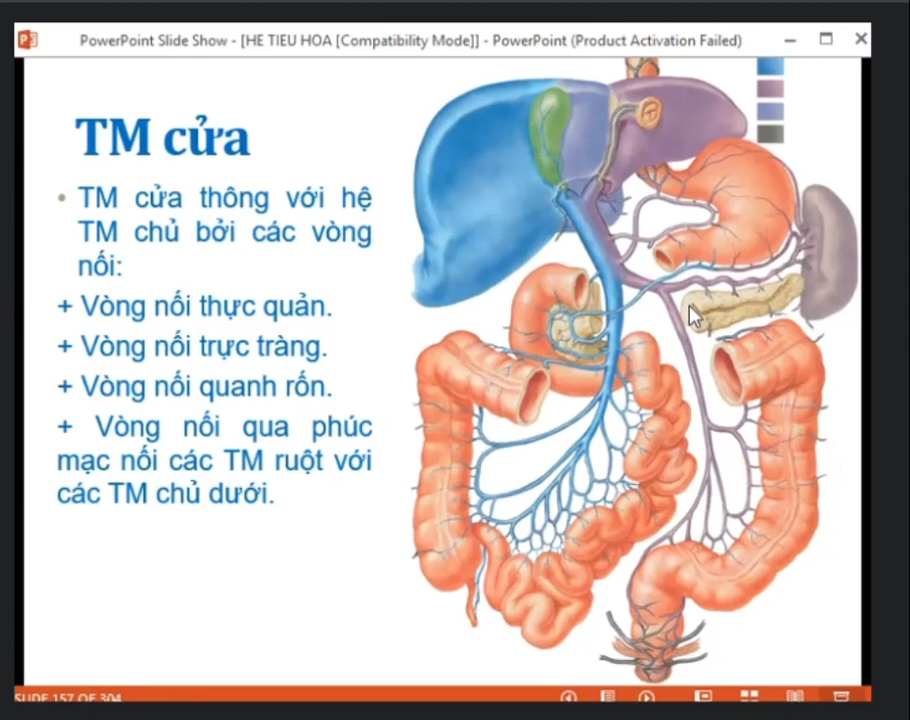 PowerPoint Slide Show - [HE TIEU HOA [Compatibility Mode]] - PowerPoint (Product Activation Failed)
TM cửa
• TM cửa thông với hệ
TM chủ bởi các vòng
nối:
+ Vòng nối thực quản.
+ Vòng nối trực tràng.
+ Vòng nối quanh rốn.
+ Vòng nối qua phúc
mạc nối các TM ruột với
các TM chủ dưới.
SLIDE 157 OF 304